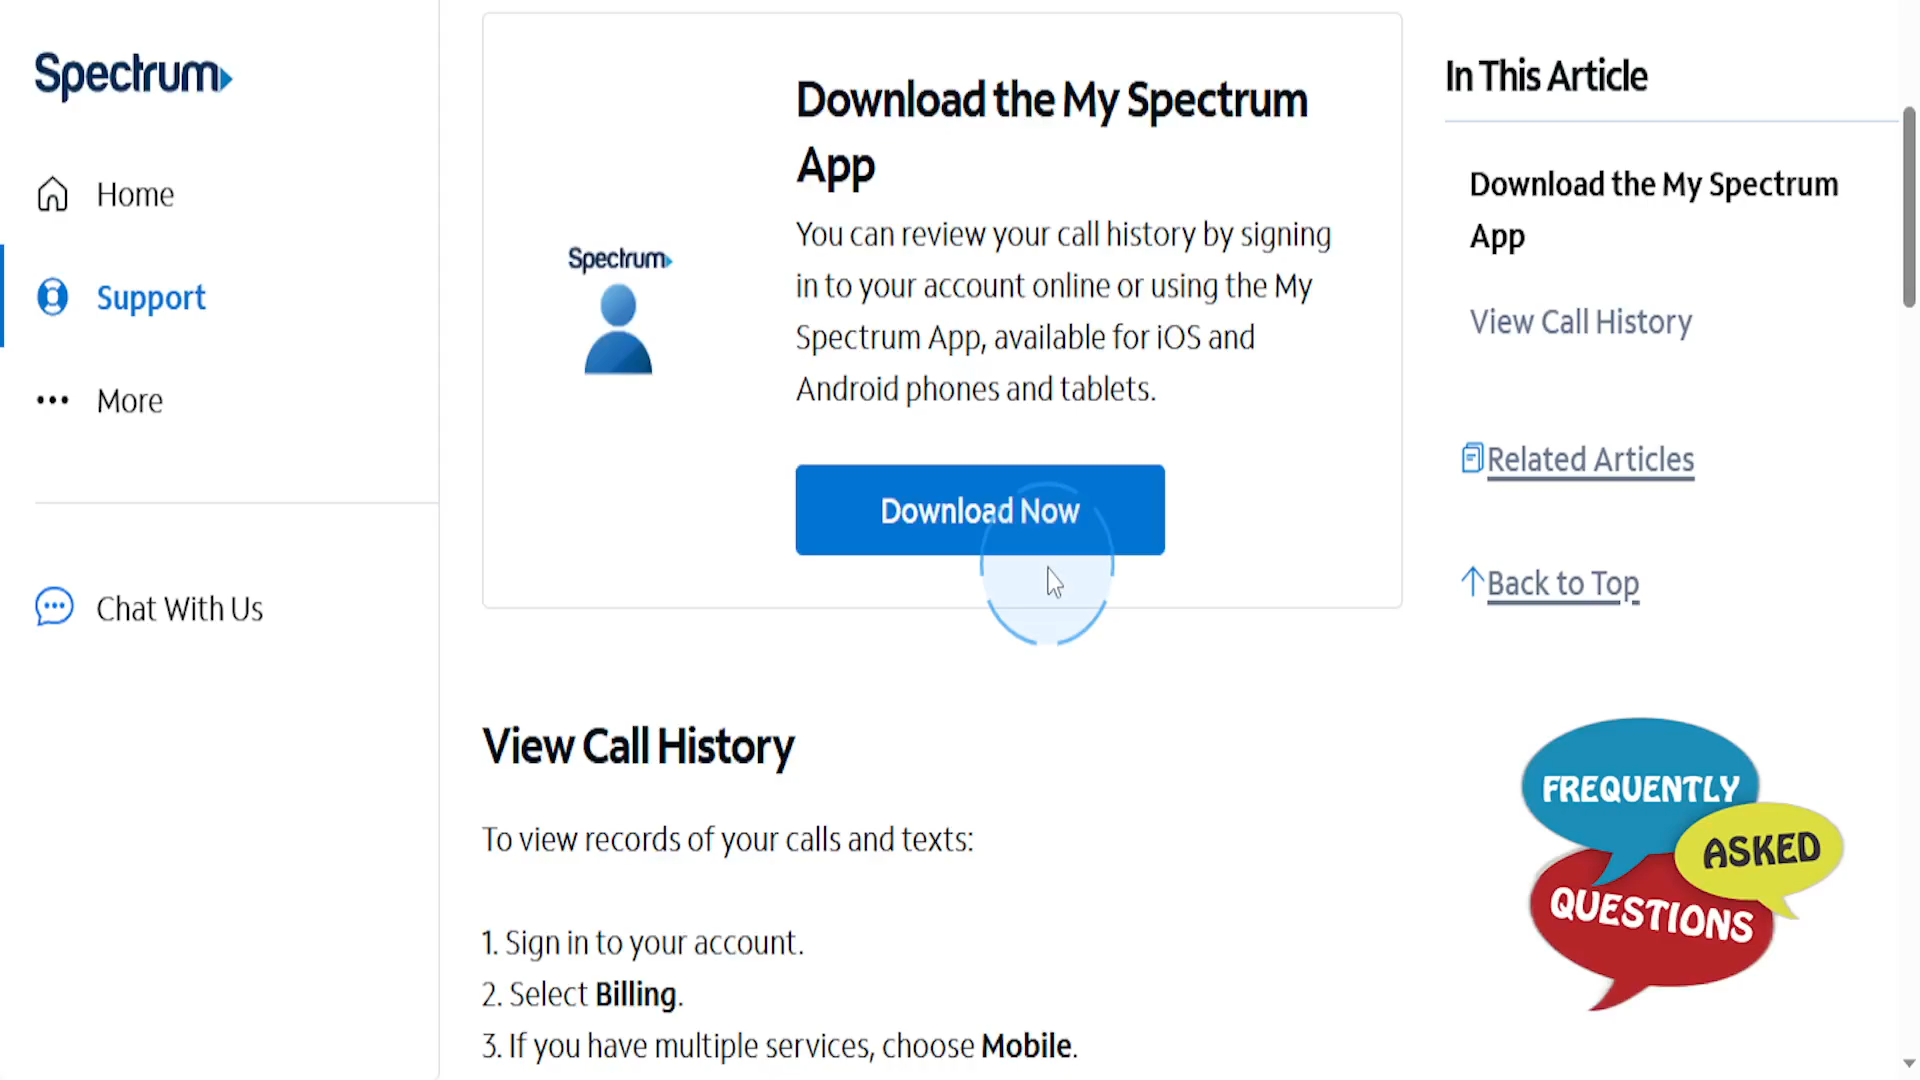 Spectrum
Home
Support
More
Chat With Us
Download the My Spectrum
App
Spectrum
You can review your call history by signing
in to your account online or using the My
Spectrum App, available for iOS and
Android phones and tablets.
Download Now
View Call History
To view records of your calls and texts:
1. Sign in to your account.
2. Select Billing.
3. If you have multiple services, choose Mobile.
In This Article
Download the My Spectrum
App
View Call History
Related Articles
Back to Top
FREQUENTLY
ASKED
QUESTIONS